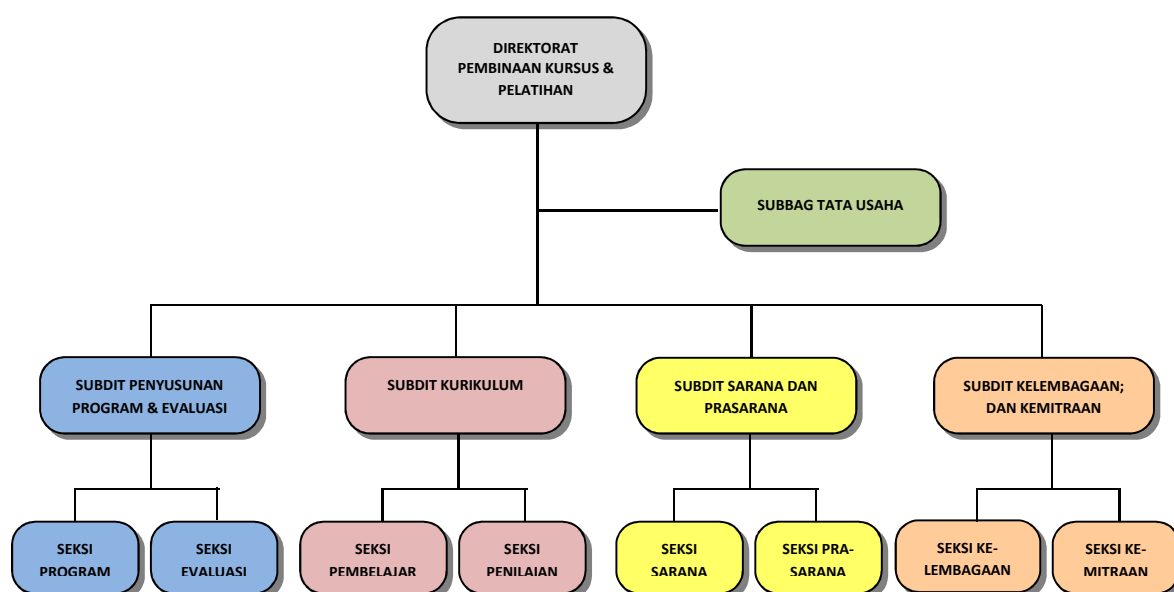 DIREKTORAT
PEMBINAAN KURSUS &
PELATIHAN
SUBBAG TATA USAHA
SUBDIT PENYUSUNAN
PROGRAM & EVALUASI
SUBDIT KURIKULUM
SUBDIT SARANA DAN
PRASARANA
SUBDIT KELEMBAGAAN;
DAN KEMITRAAN
SEKSI
PROGRAM
SEKSI
EVALUASI
SEKSI
PEMBELAJAR
SEKSI
PENILAIAN
SEKSI
SARANA
SEKSI PRA-
SARANA
SEKSI KE-
LEMBAGAAN
SEKSI KE-
MITRAAN